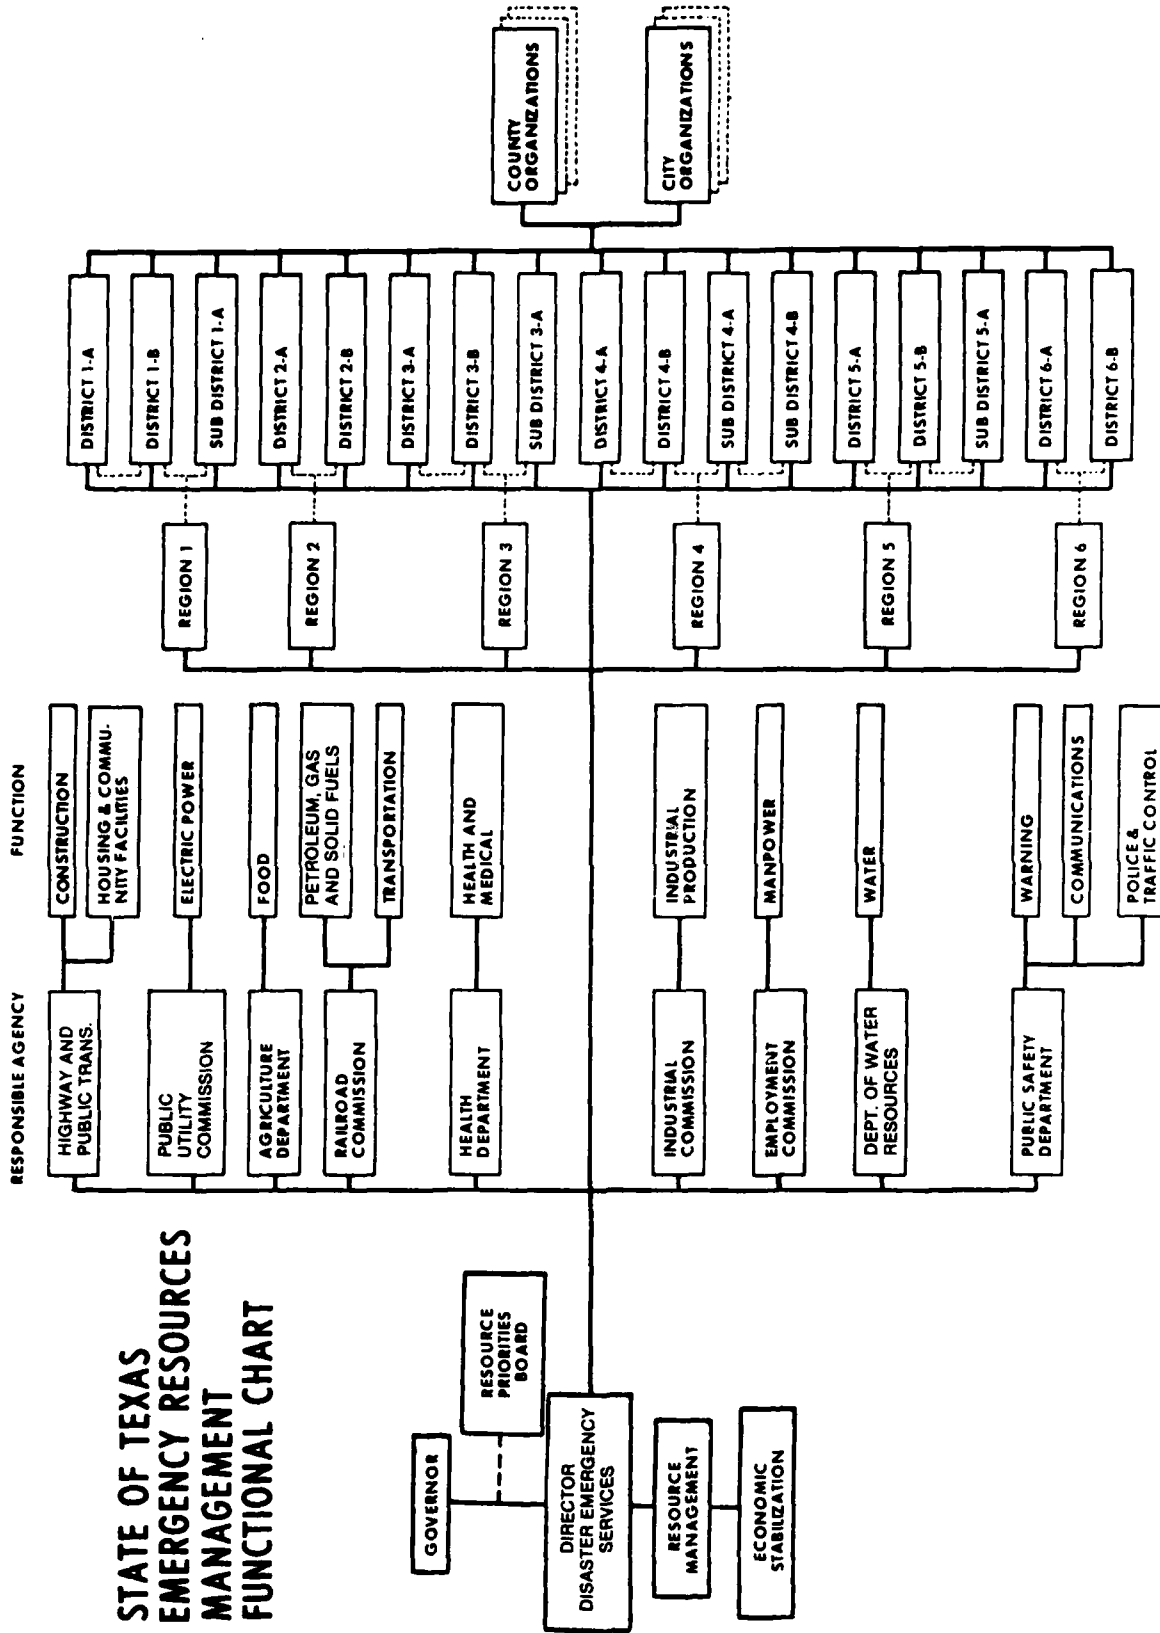 STATE OF TEXAS
EMERGENCY RESOURCES
MANAGEMENT
FUNCTIONAL CHART
GOVERNOR
RESOURCE
PRIORITIES
BOARD
DIRECTOR
DISASTER EMERGENCY
SERVICES
RESOURCE
MANAGEMENT
ECONOMIC
STABILIZATION
RESPONSIBLE AGENCY
HIGHWAY AND
PUBLIC TRANS.
PUBLIC
UTILITY
COMMISSION
AGRICULTURE
DEPARTMENT
RAILROAD
COMMISSION
HEALTH
DEPARTMENT
INDUSTRIAL
COMMISSION
EMPLOYMENT
COMMISSION
DEPT. OF WATER
RESOURCES
PUBLIC SAFETY
DEPARTMENT
FUNCTION
CONSTRUCTION
HOUSING & COMMU-
NITY FACILITIES
ELECTRIC POWER
FOOD
PETROLEUM, GAS
AND SOLID FUELS
TRANSPORTATION
HEALTH AND
MEDICAL
INDUSTRIAL
PRODUCTION
MANPOWER
WATER
WARNING
COMMUNICATIONS
POLICE &
TRAFFIC CONTROL
REGION 1
REGION 2
REGION 3
REGION 4
REGION 5
REGION 6
DISTRICT 1-A
DISTRICT 1-B
SUB DISTRICT 1-A
DISTRICT 2-A
DISTRICT 2-B
DISTRICT 3-A
DISTRICT 3-B
SUB DISTRICT 3-A
DISTRICT 4-A
DISTRICT 4-B
SUB DISTRICT 4-A
SUB DISTRICT 4-B
DISTRICT 5-A
DISTRICT 5-B
SUB DISTRICT 5-A
DISTRICT 6-A
DISTRICT 6-B
COUNTY
ORGANIZATIONS
CITY
ORGANIZATIONS